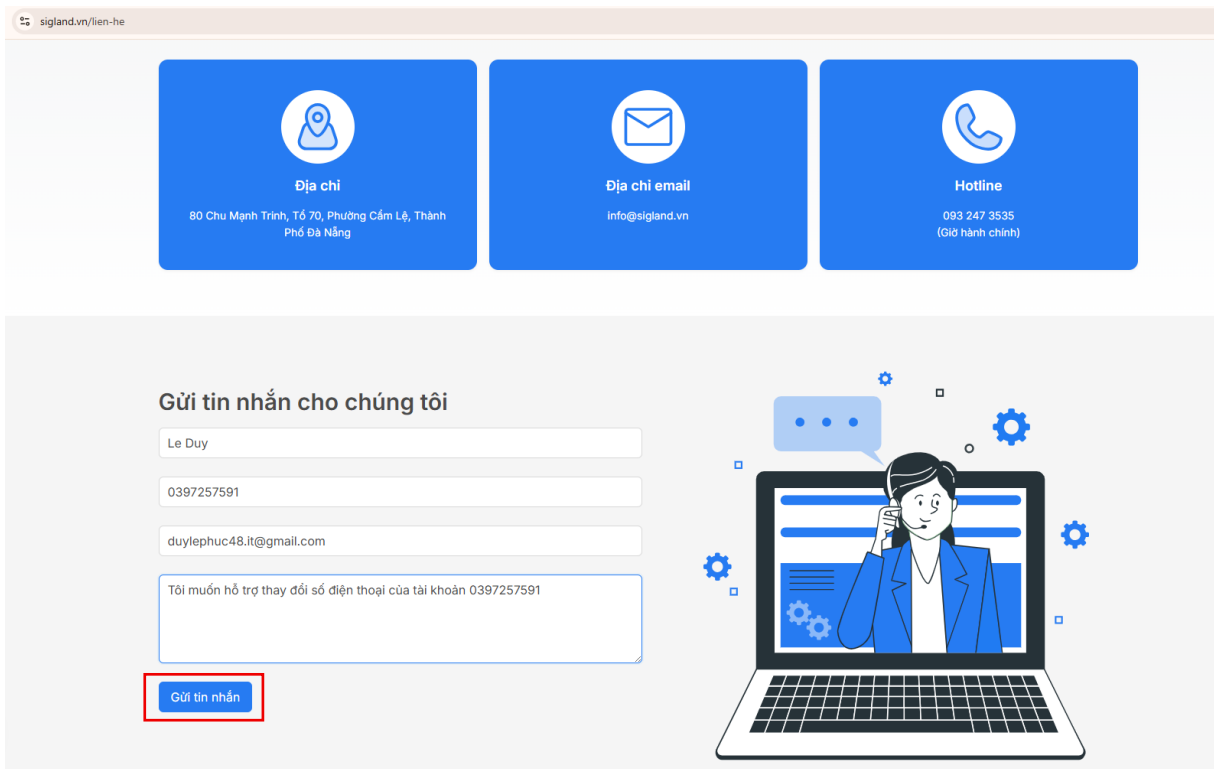 sigland.vn/lien-he
Địa chỉ
80 Chu Mạnh Trinh, Tổ 70, Phường Cẩm Lệ, Thành
Phố Đà Nẵng
Địa chỉ email
info@sigland.vn
Hotline
093 247 3535
(Giờ hành chính)
Gửi tin nhắn cho chúng tôi
Le Duy
0397257591
duylephuc48.it@gmail.com
Tôi muốn hỗ trợ thay đổi số điện thoại của tài khoản 0397257591
Gửi tin nhắn